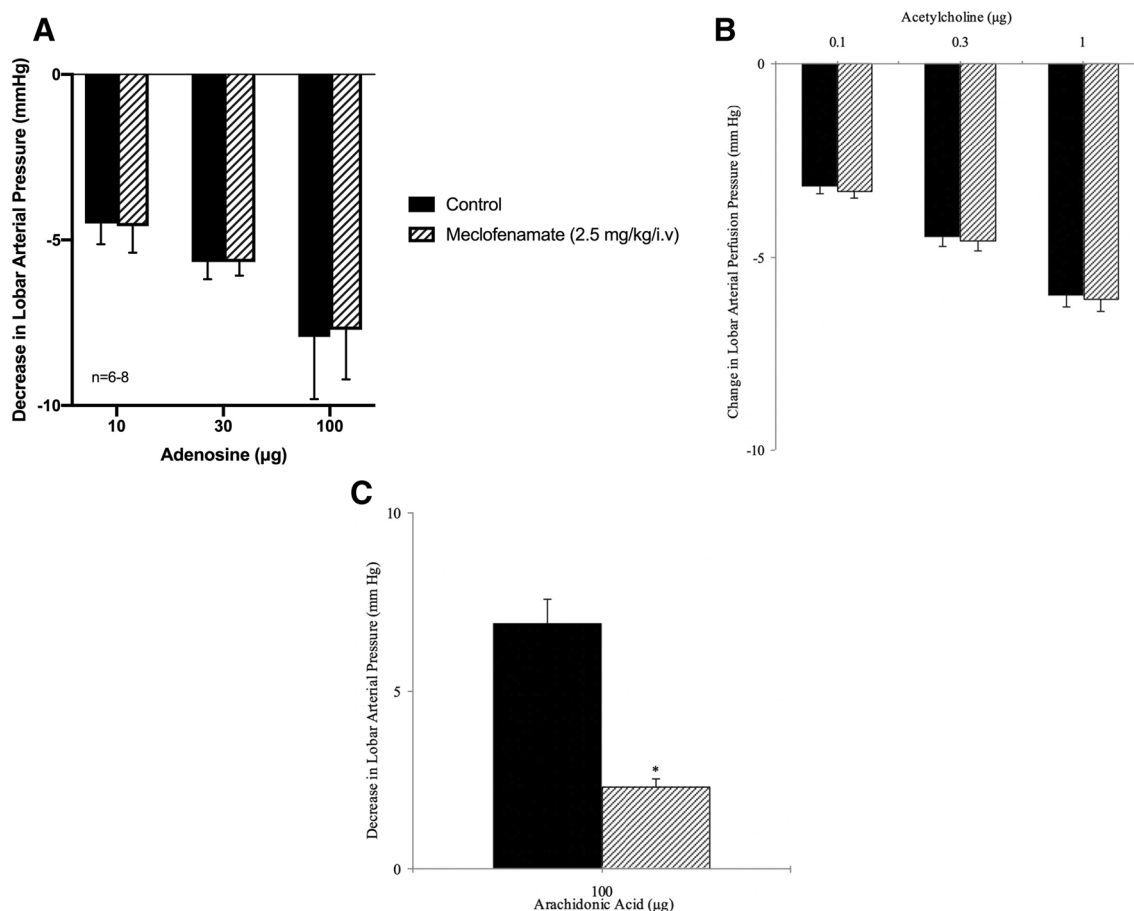 A
Decrease in Lobar Arterial Pressure (mmHg)
0
-5
-10
n=6-8
10 30 100
Adenosine (µg)
Control
Meclofenamate (2.5 mg/kg/i.v)
B
Acetylcholine (µg)
0.1 0.3 1
Change in Lobar Arterial Perfusion Pressure (mm Hg)
0
-5
-10
C
Decrease in Lobar Arterial Pressure (mm Hg)
10
5
0
*
100
Arachidonic Acid (µg)